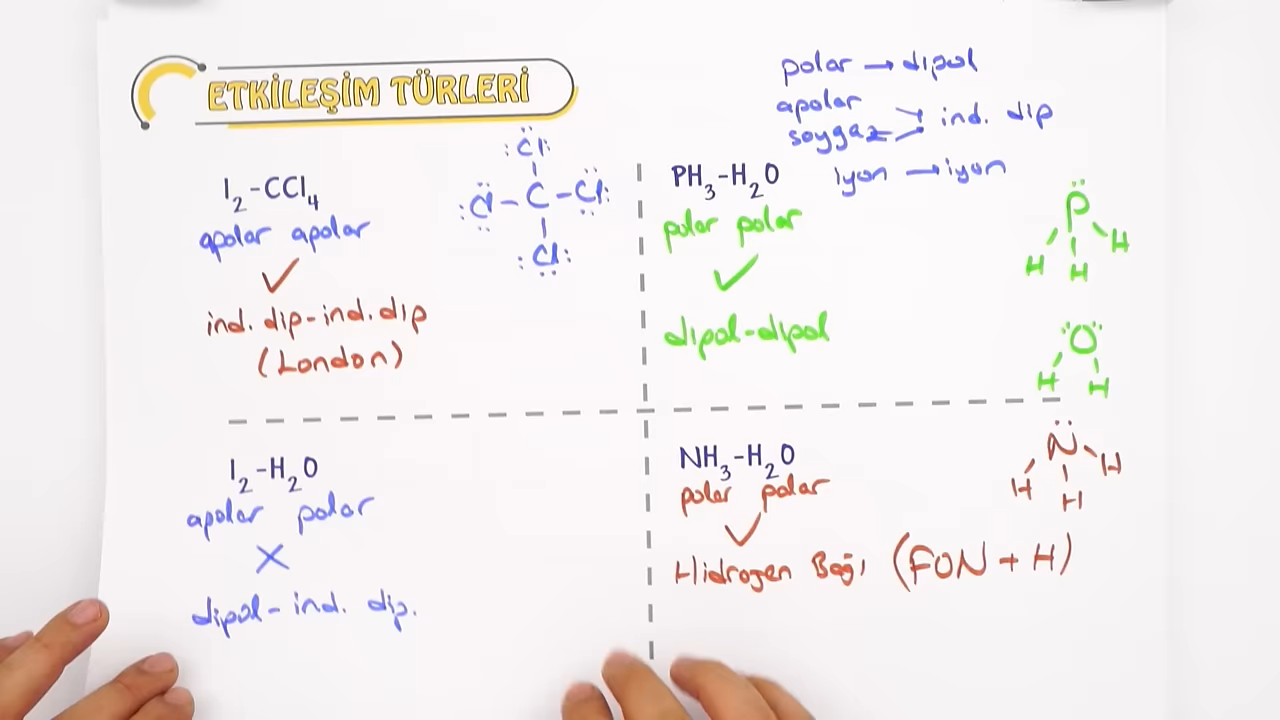 ETKİLEŞİM TÜRLERİ
polar → dipol
apolar
soygaz → ind. dip
iyon → iyon
I₂-CCl₄
apolar apolar
✓
ind. dip-ind. dip
(London)
:Cl:
:Cl-C-Cl:
:Cl:
PH₃-H₂O
polar polar
✓
dipol-dipol
P
H H H
O
H H
I₂-H₂O
apolar polar
X
dipol-ind. dip.
NH₃-H₂O
polar polar
✓
Hidrogen Bağı (FON + H)
N
H H H